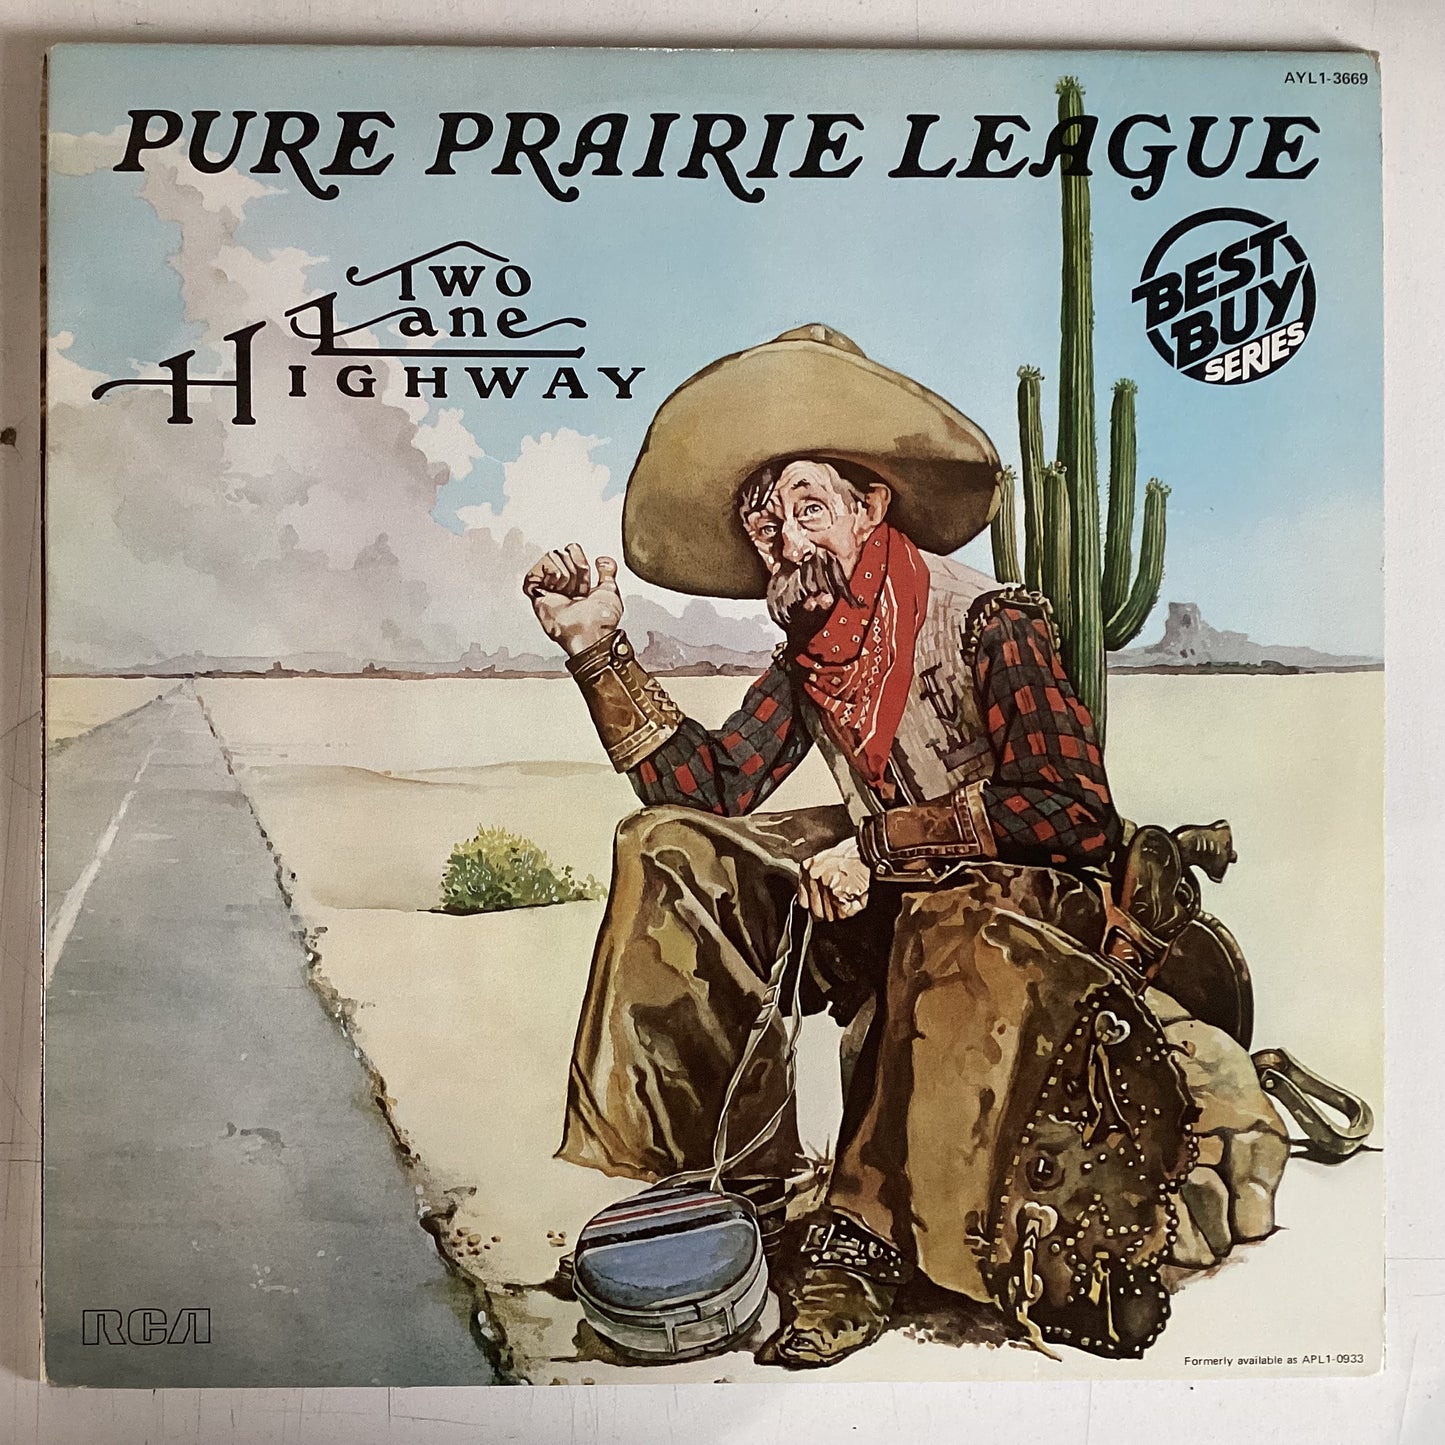 AYL1-3669
PURE PRAIRIE LEAGUE
TWO
LANE
HIGHWAY
BEST
BUY
SERIES
RCA
Formerly available as APL1-0933